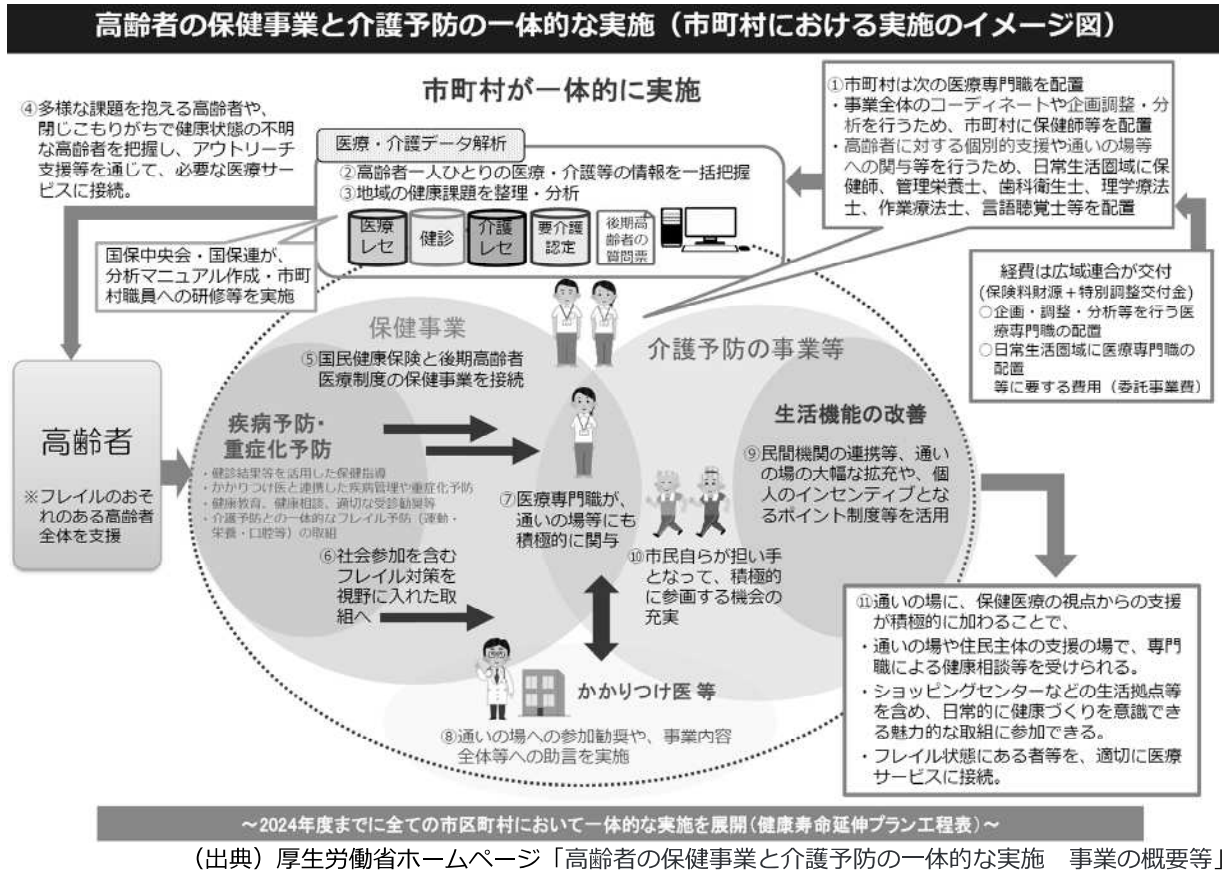 高齢者の保健事業と介護予防の一体的な実施（市町村における実施のイメージ図）
市町村が一体的に実施
④多様な課題を抱える高齢者や、
閉じこもりがちで健康状態の不明
な高齢者を把握し、アウトリーチ
支援等を通じて、必要な医療サー
ビスに接続。
医療・介護データ解析
②高齢者一人ひとりの医療・介護等の情報を一括把握
③地域の健康課題を整理・分析
医療
レセ
健診
介護
レセ
要介護
認定
後期高
齢者の
質問票
①市町村は次の医療専門職を配置
・事業全体のコーディネートや企画調整・分
析を行うため、市町村に保健師等を配置
・高齢者に対する個別的支援や通いの場等
への関与等を行うため、日常生活圏域に保
健師、管理栄養士、歯科衛生士、理学療法
士、作業療法士、言語聴覚士等を配置
国保中央会・国保連が、
分析マニュアル作成・市町
村職員への研修等を実施
経費は広域連合が交付
(保険料財源＋特別調整交付金)
○企画・調整・分析等を行う医
療専門職の配置
○日常生活圏域に医療専門職の
配置
等に要する費用（委託事業費）
保健事業
⑤国民健康保険と後期高齢者
医療制度の保健事業を接続
介護予防の事業等
高齢者
※フレイルのおそ
れのある高齢者
全体を支援
疾病予防・
重症化予防
・健診結果等を活用した保健指導
・かかりつけ医と連携した疾病管理や重症化予防
・健康教育、健康相談、適切な受診勧奨等
・介護予防との一体的なフレイル予防（運動・
栄養・口腔等）の取組
⑥社会参加を含む
フレイル対策を
視野に入れた取
組へ
⑦医療専門職が、
通いの場等にも
積極的に関与
生活機能の改善
⑨民間機関の連携等、通い
の場の大幅な拡充や、個
人のインセンティブとな
るポイント制度等を活用
⑩市民自らが担い手
となって、積極的
に参画する機会の
充実
かかりつけ医 等
⑧通いの場への参加勧奨や、事業内容
全体等への助言を実施
⑪通いの場に、保健医療の視点からの支援
が積極的に加わることで、
・通いの場や住民主体の支援の場で、専門
職による健康相談等を受けられる。
・ショッピングセンターなどの生活拠点等
を含め、日常的に健康づくりを意識でき
る魅力的な取組に参加できる。
・フレイル状態にある者等を、適切に医療
サービスに接続。
～2024年度までに全ての市区町村において一体的な実施を展開（健康寿命延伸プラン工程表）～
（出典）厚生労働省ホームページ「高齢者の保健事業と介護予防の一体的な実施　事業の概要等」